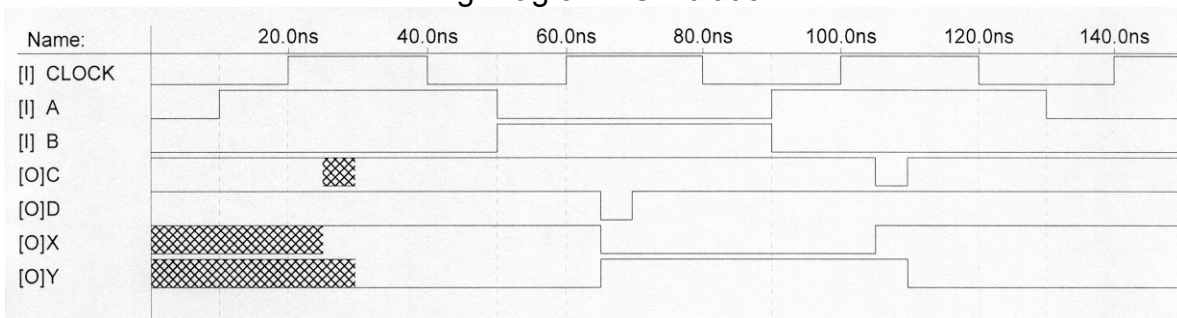 Name: 20.0ns 40.0ns 60.0ns 80.0ns 100.0ns 120.0ns 140.0ns
[I] CLOCK
[I] A
[I] B
[O]C
[O]D
[O]X
[O]Y